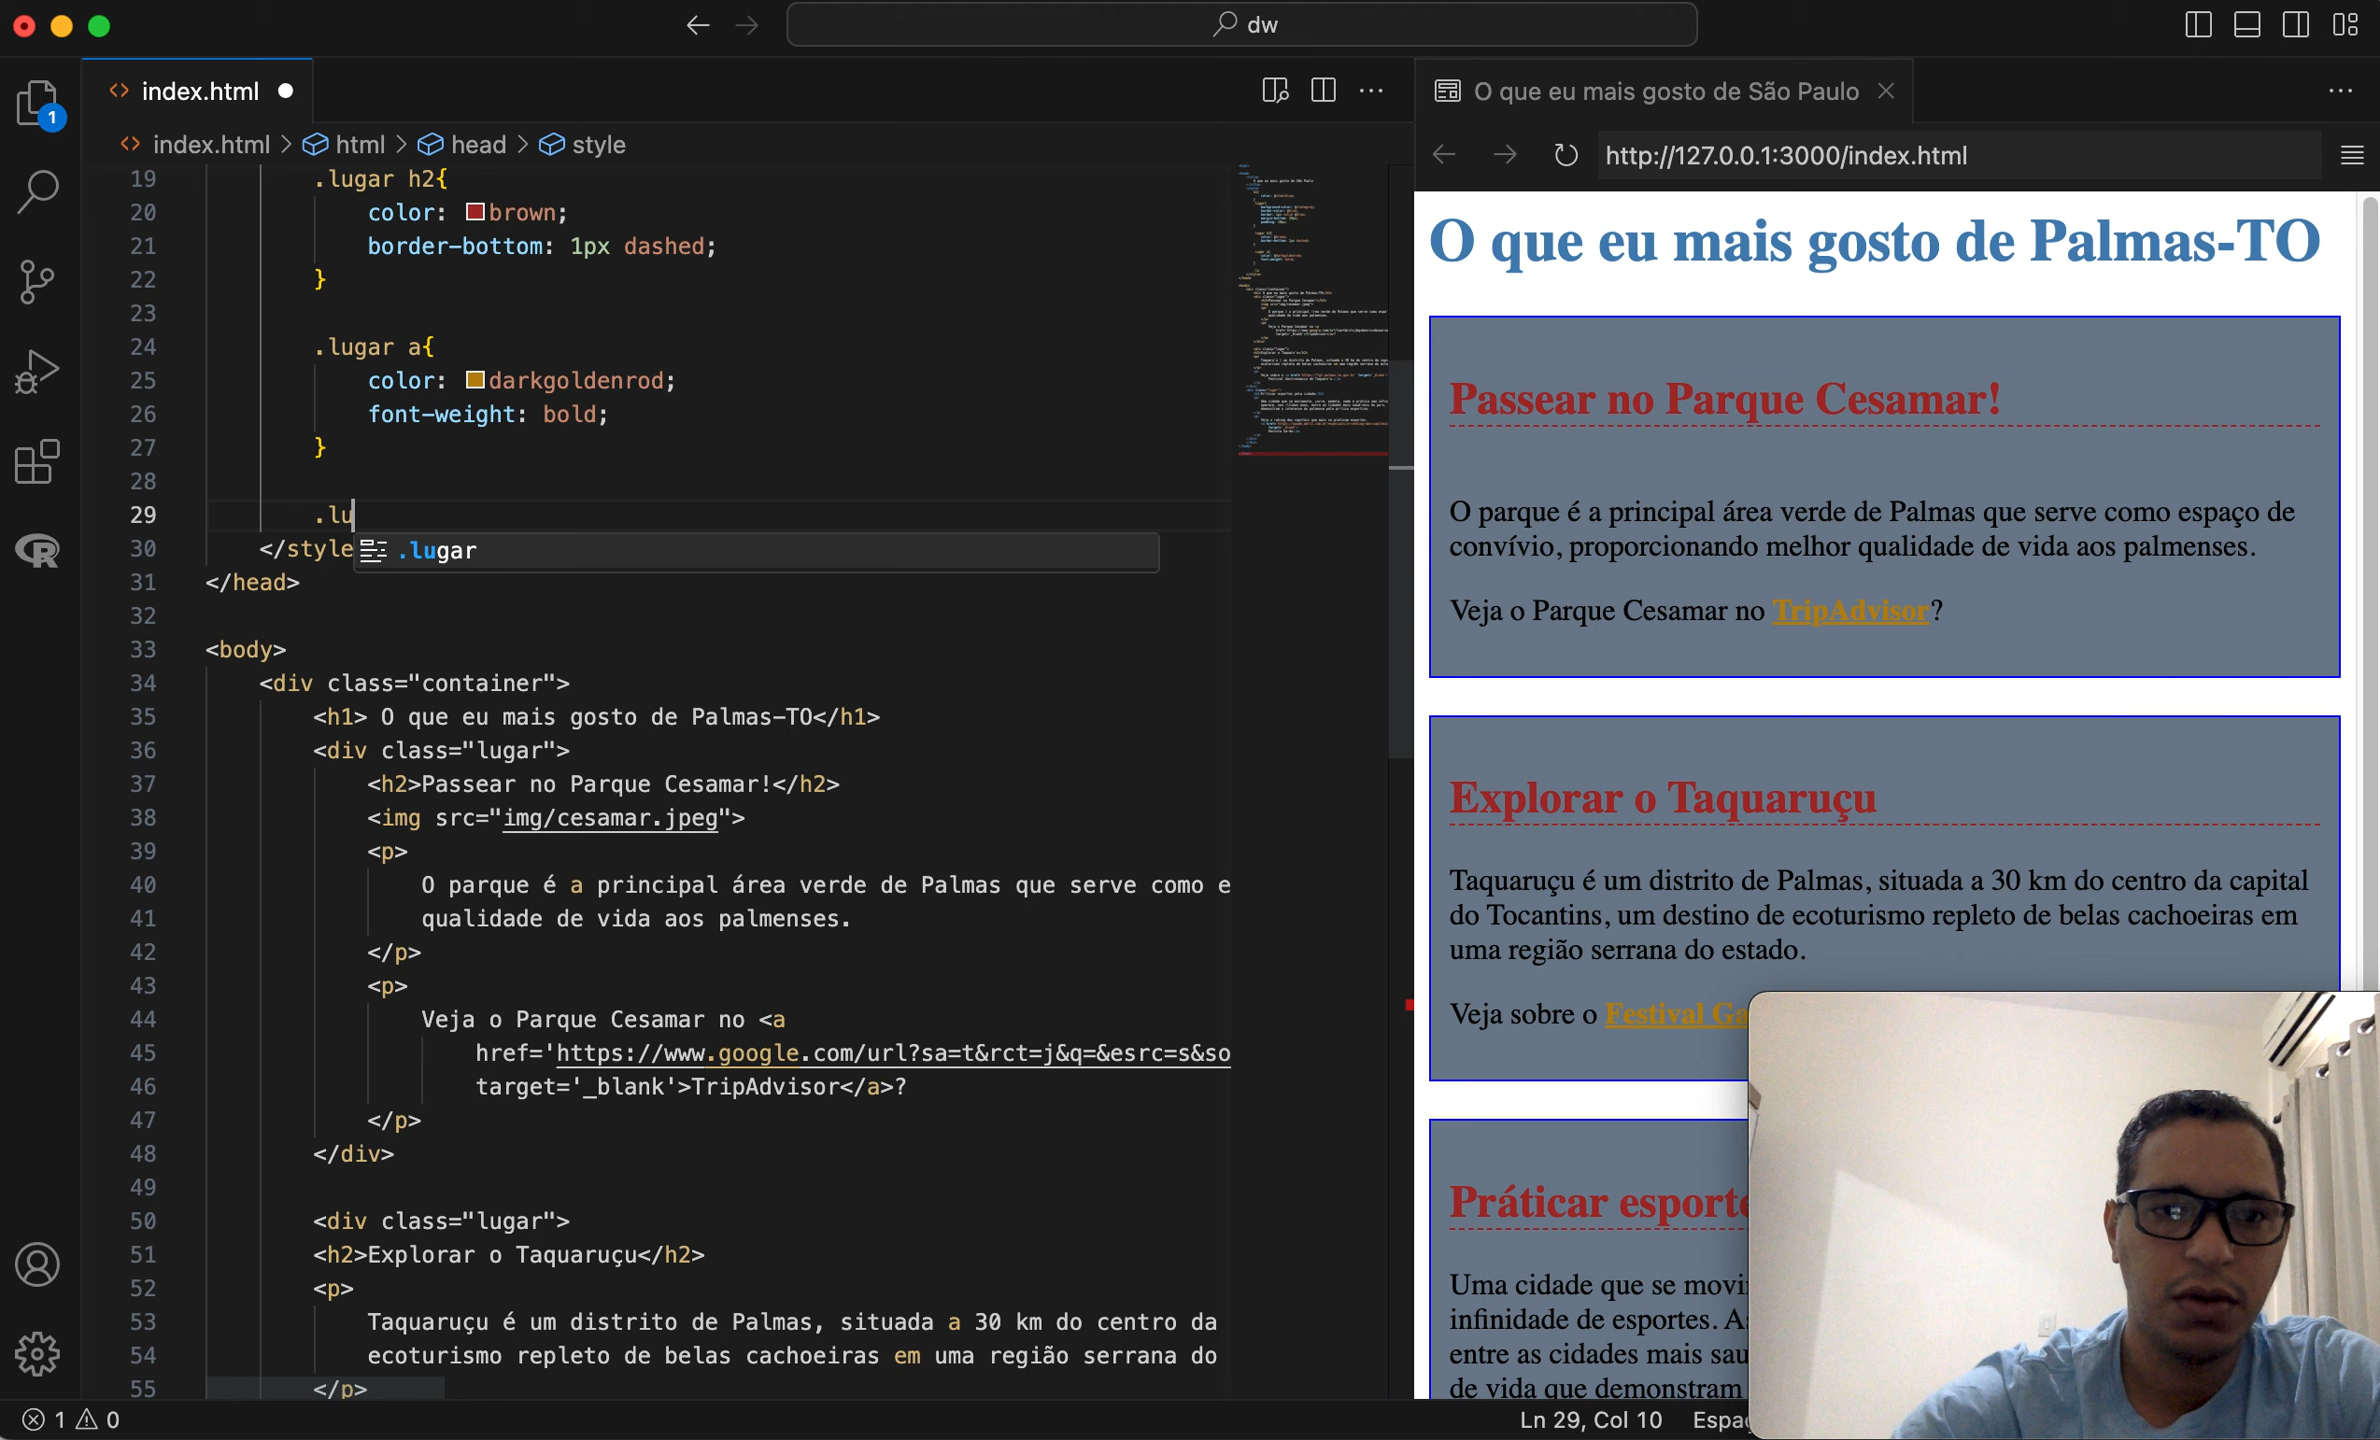 dw
index.html
O que eu mais gosto de São Paulo
index.html > html > head > style
http://127.0.0.1:3000/index.html
1
19 .lugar h2{
20 color: brown;
21 border-bottom: 1px dashed;
22 }
23
24 .lugar a{
25 color: darkgoldenrod;
26 font-weight: bold;
27 }
28
29 .lu
.lugar
30 </style
31 </head>
32
33 <body>
34 <div class="container">
35 <h1> O que eu mais gosto de Palmas-TO</h1>
36 <div class="lugar">
37 <h2>Passear no Parque Cesamar!</h2>
38 <img src="img/cesamar.jpeg">
39 <p>
40 O parque é a principal área verde de Palmas que serve como e
41 qualidade de vida aos palmenses.
42 </p>
43 <p>
44 Veja o Parque Cesamar no <a
45 href='https://www.google.com/url?sa=t&rct=j&q=&esrc=s&so
46 target='_blank'>TripAdvisor</a>?
47 </p>
48 </div>
49
50 <div class="lugar">
51 <h2>Explorar o Taquaruçu</h2>
52 <p>
53 Taquaruçu é um distrito de Palmas, situada a 30 km do centro da
54 ecoturismo repleto de belas cachoeiras em uma região serrana do
55 </p>
O que eu mais gosto de Palmas-TO
Passear no Parque Cesamar!
O parque é a principal área verde de Palmas que serve como espaço de
convívio, proporcionando melhor qualidade de vida aos palmenses.
Veja o Parque Cesamar no TripAdvisor?
Explorar o Taquaruçu
Taquaruçu é um distrito de Palmas, situada a 30 km do centro da capital
do Tocantins, um destino de ecoturismo repleto de belas cachoeiras em
uma região serrana do estado.
Veja sobre o Festival Ga
Práticar esporte
Uma cidade que se movi
infinidade de esportes. A
entre as cidades mais sau
de vida que demonstram
1 0
Ln 29, Col 10 Espaç